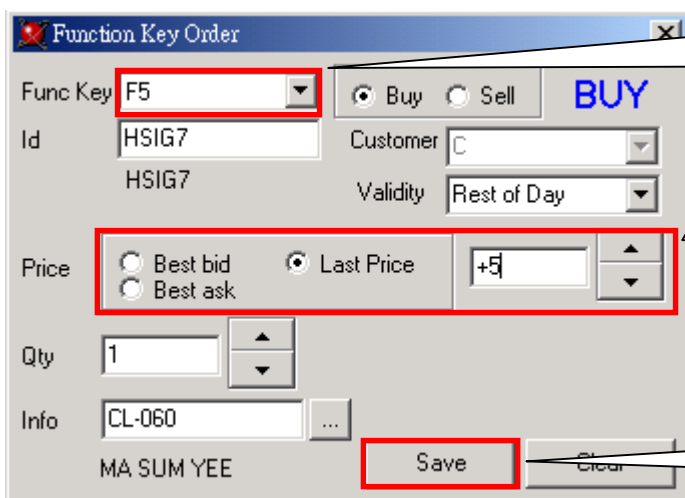 Function Key Order
Func Key F5 Buy Sell BUY
Id HSIG7 Customer C
HSIG7 Validity Rest of Day
Price Best bid Last Price +5
Best ask
Qty 1
Info CL-060 ...
MA SUM YEE Save Clear